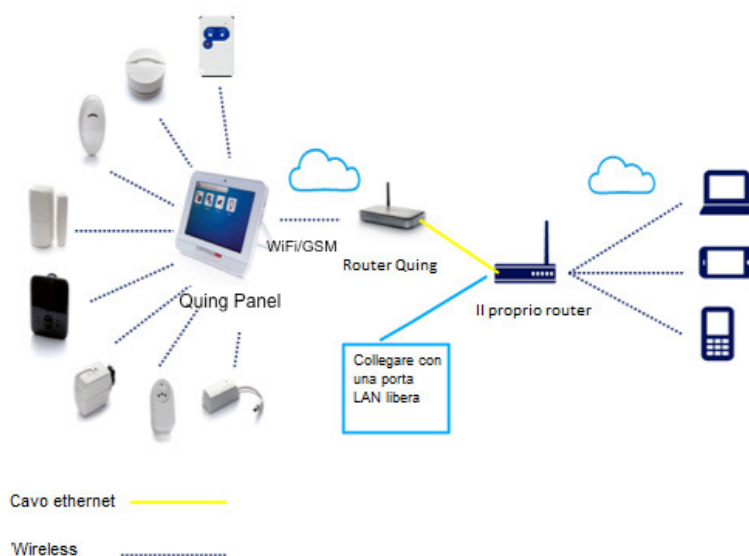 WiFi/GSM
Quing Panel
Router Quing
Il proprio router
Collegare con
una porta
LAN libera
Cavo ethernet
'Wireless